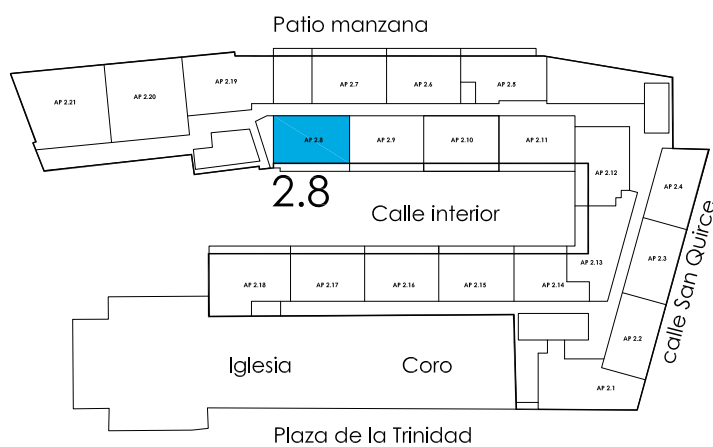 Patio manzana
AP 2.21
AP 2.20
AP 2.19
AP 2.7
AP 2.6
AP 2.5
AP 2.8
AP 2.9
AP 2.10
AP 2.11
AP 2.12
AP 2.4
2.8
Calle interior
calle San Quirce
AP 2.3
AP 2.13
AP 2.18
AP 2.17
AP 2.16
AP 2.15
AP 2.14
AP 2.2
Iglesia
Coro
AP 2.1
Plaza de la Trinidad